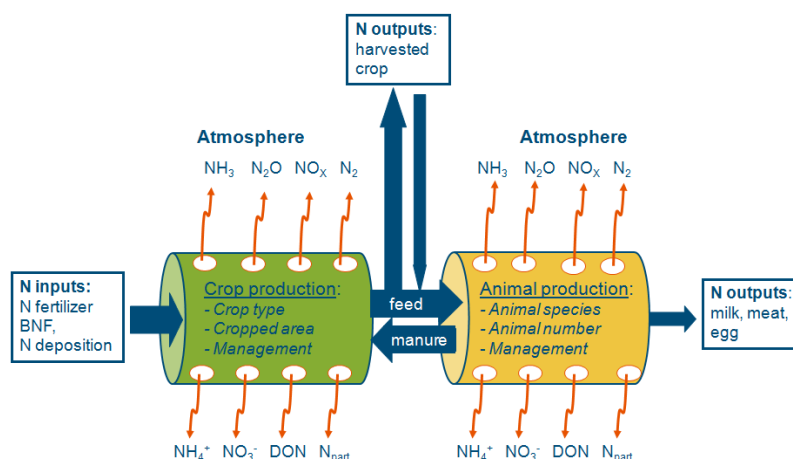 N outputs:
harvested
crop
Atmosphere
Atmosphere
NH₃ N₂O NOₓ N₂
NH₃ N₂O NOₓ N₂
N inputs:
N fertilizer
BNF,
N deposition
Crop production:
- Crop type
- Cropped area
- Management
feed
manure
Animal production:
- Animal species
- Animal number
- Management
N outputs:
milk, meat,
egg
NH₄⁺ NO₃⁻ DON Nₚₐᵣₜ
NH₄⁺ NO₃⁻ DON Nₚₐᵣₜ